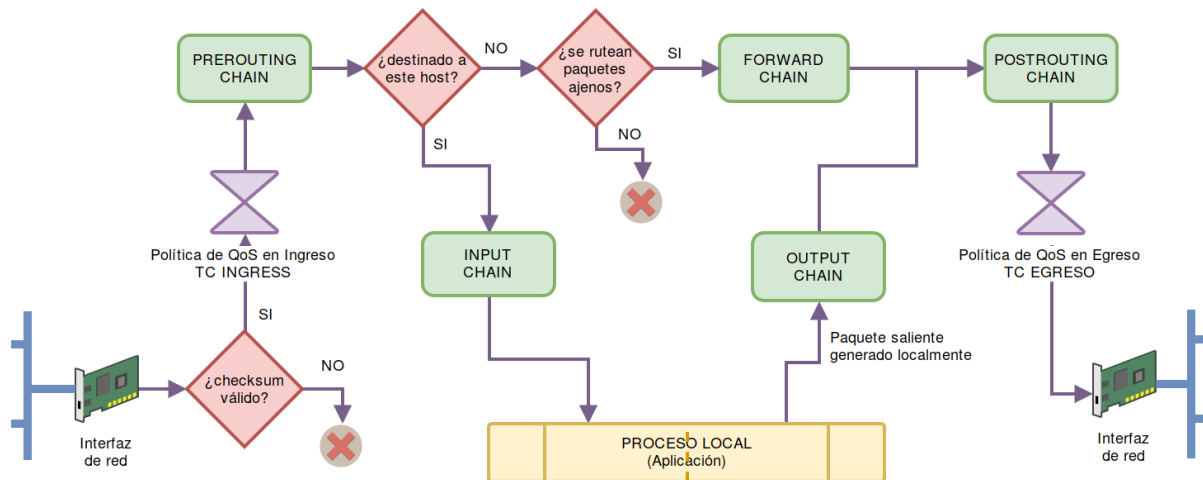 PREROUTING
CHAIN
¿destinado a
este host?
NO
¿se rutean
paquetes
ajenos?
SI
FORWARD
CHAIN
POSTROUTING
CHAIN
SI
NO
Política de QoS en Ingreso
TC INGRESS
INPUT
CHAIN
OUTPUT
CHAIN
Política de QoS en Egreso
TC EGRESO
SI
Paquete saliente
generado localmente
¿checksum
válido?
NO
Interfaz
de red
PROCESO LOCAL
(Aplicación)
Interfaz
de red